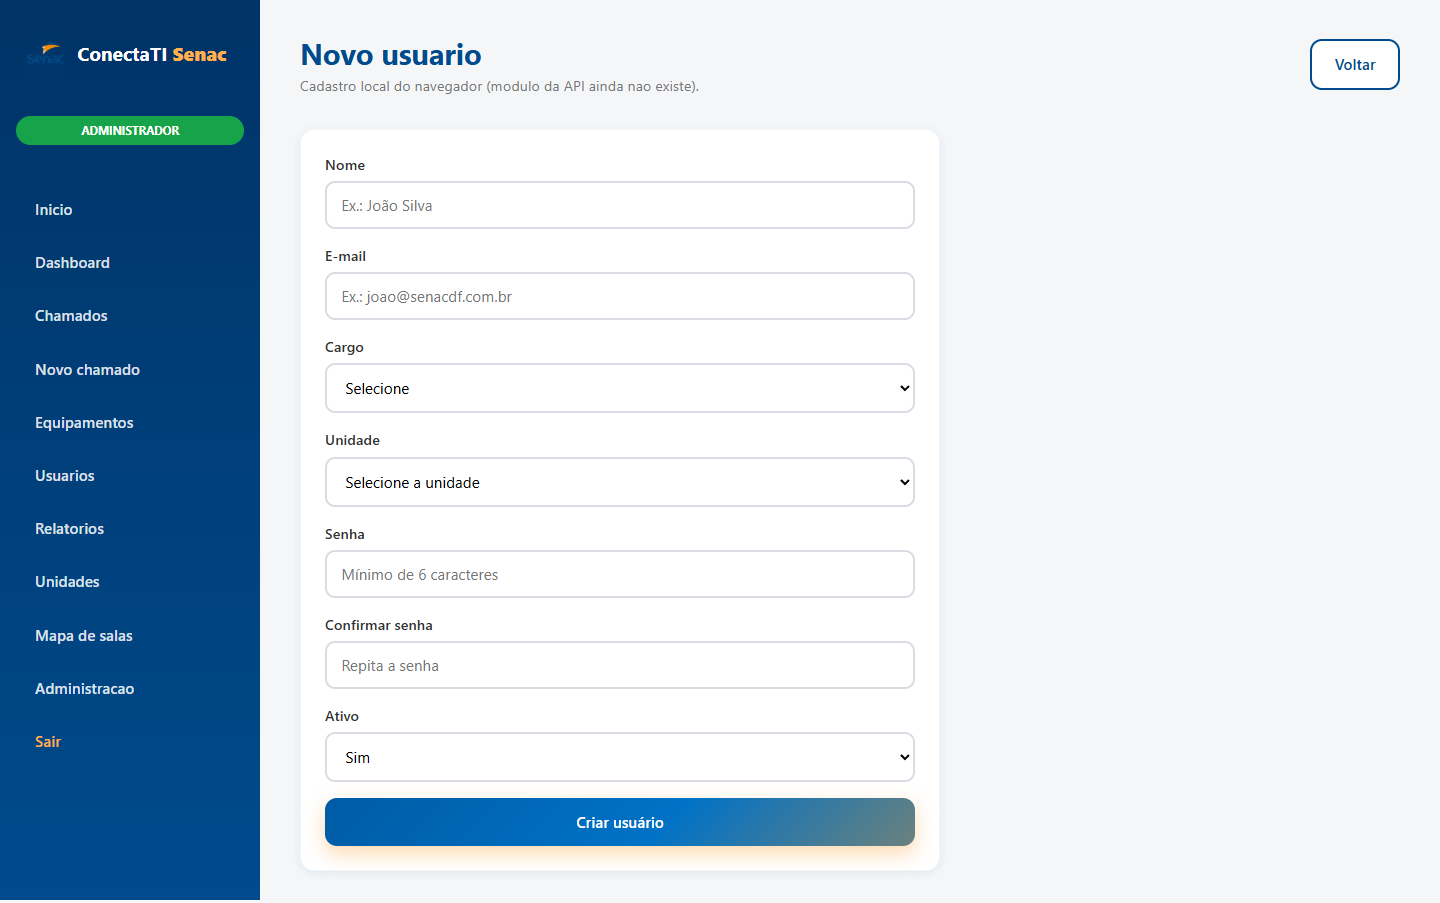 Senac ConectaTI Senac
ADMINISTRADOR
Inicio
Dashboard
Chamados
Novo chamado
Equipamentos
Usuarios
Relatorios
Unidades
Mapa de salas
Administracao
Sair
Novo usuario
Cadastro local do navegador (modulo da API ainda nao existe).
Voltar
Nome
Ex.: João Silva
E-mail
Ex.: joao@senacdf.com.br
Cargo
Selecione
Unidade
Selecione a unidade
Senha
Mínimo de 6 caracteres
Confirmar senha
Repita a senha
Ativo
Sim
Criar usuário